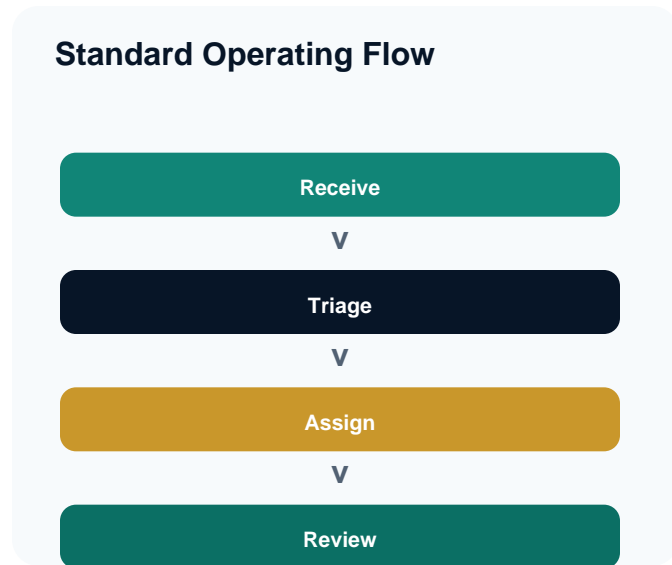 Standard Operating Flow
Receive
v
Triage
v
Assign
v
Review